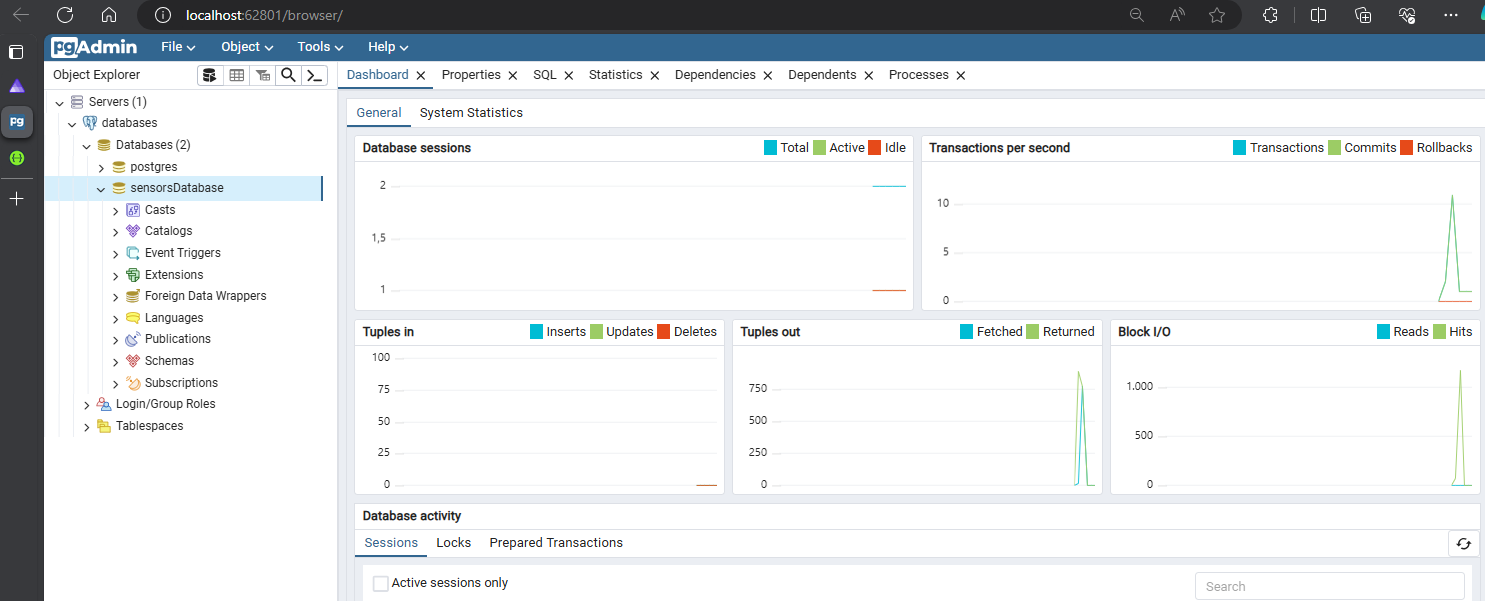 localhost:62801/browser/
pgAdmin File Object Tools Help
Object Explorer
Dashboard Properties SQL Statistics Dependencies Dependents Processes
pg
Servers (1)
databases
Databases (2)
postgres
sensorsDatabase
Casts
Catalogs
Event Triggers
Extensions
Foreign Data Wrappers
Languages
Publications
Schemas
Subscriptions
Login/Group Roles
Tablespaces
General System Statistics
Database sessions Total Active Idle
2
1,5
1
Transactions per second Transactions Commits Rollbacks
10
5
0
Tuples in Inserts Updates Deletes
100
75
50
25
0
Tuples out Fetched Returned
750
500
250
0
Block I/O Reads Hits
1.000
500
0
Database activity
Sessions Locks Prepared Transactions
Active sessions only Search